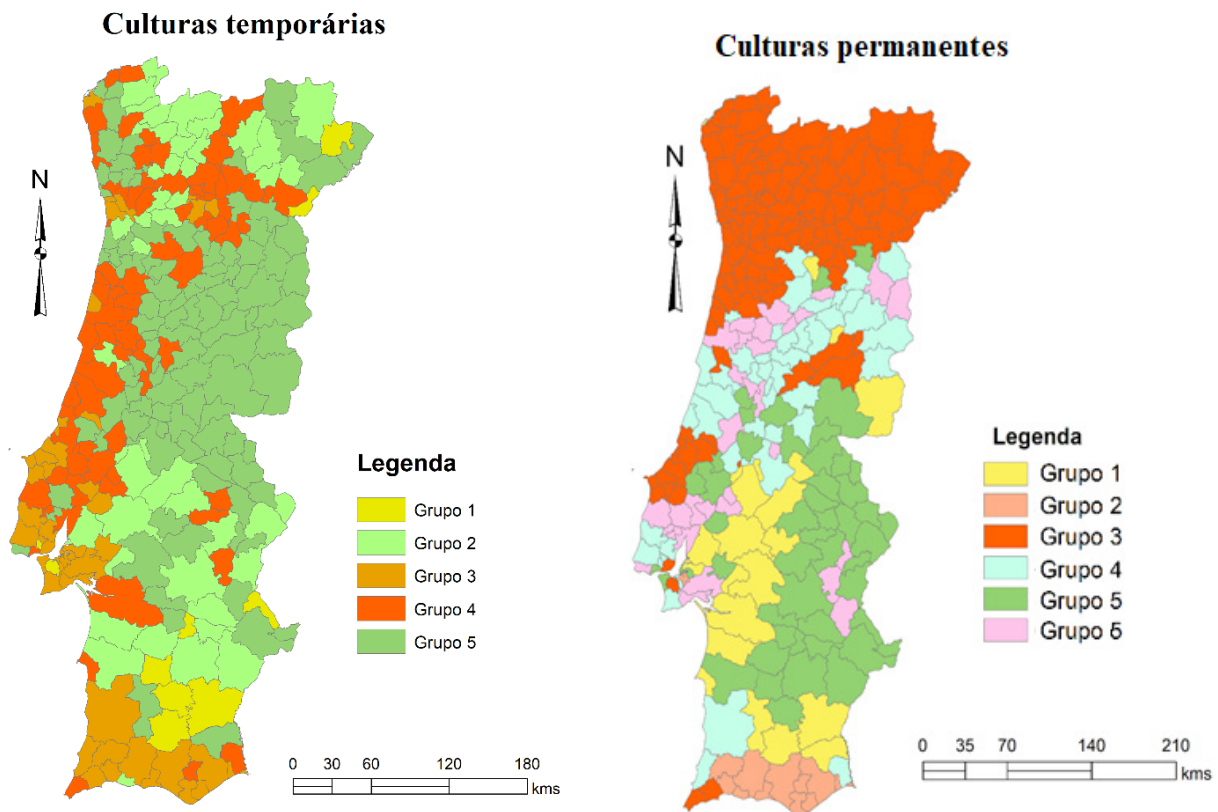 Culturas temporárias
N
Legenda
Grupo 1
Grupo 2
Grupo 3
Grupo 4
Grupo 5
0 30 60 120 180
kms
Culturas permanentes
N
Legenda
Grupo 1
Grupo 2
Grupo 3
Grupo 4
Grupo 5
Grupo 6
0 35 70 140 210
kms